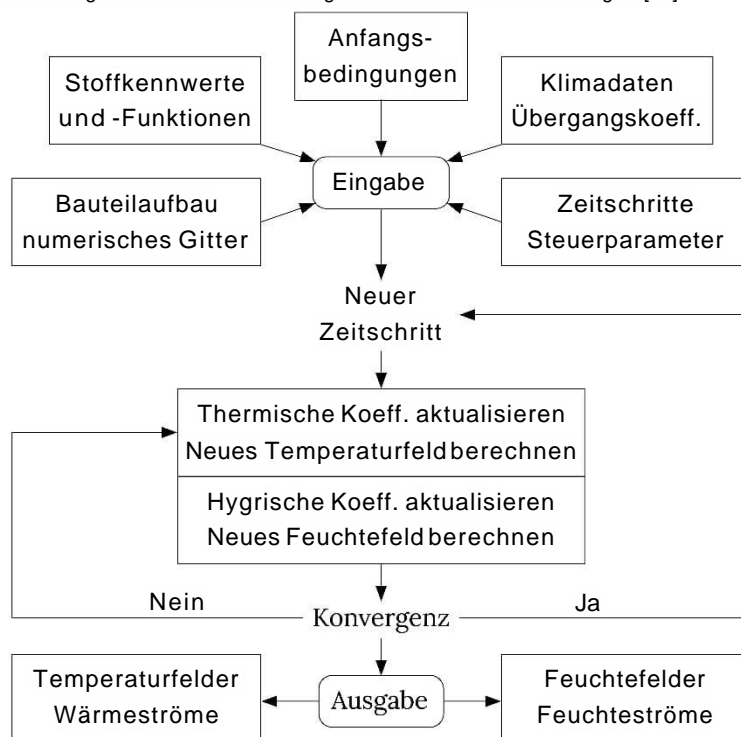 Anfangs-
bedingungen
Stoffkennwerte
und -Funktionen
Klimadaten
Übergangskoeff.
Eingabe
Bauteilaufbau
numerisches Gitter
Zeitschritte
Steuerparameter
Neuer
Zeitschritt
Thermische Koeff. aktualisieren
Neues Temperaturfeld berechnen
Hygrische Koeff. aktualisieren
Neues Feuchtefeld berechnen
Nein
Konvergenz
Ja
Temperaturfelder
Wärmeströme
Ausgabe
Feuchtefelder
Feuchteströme